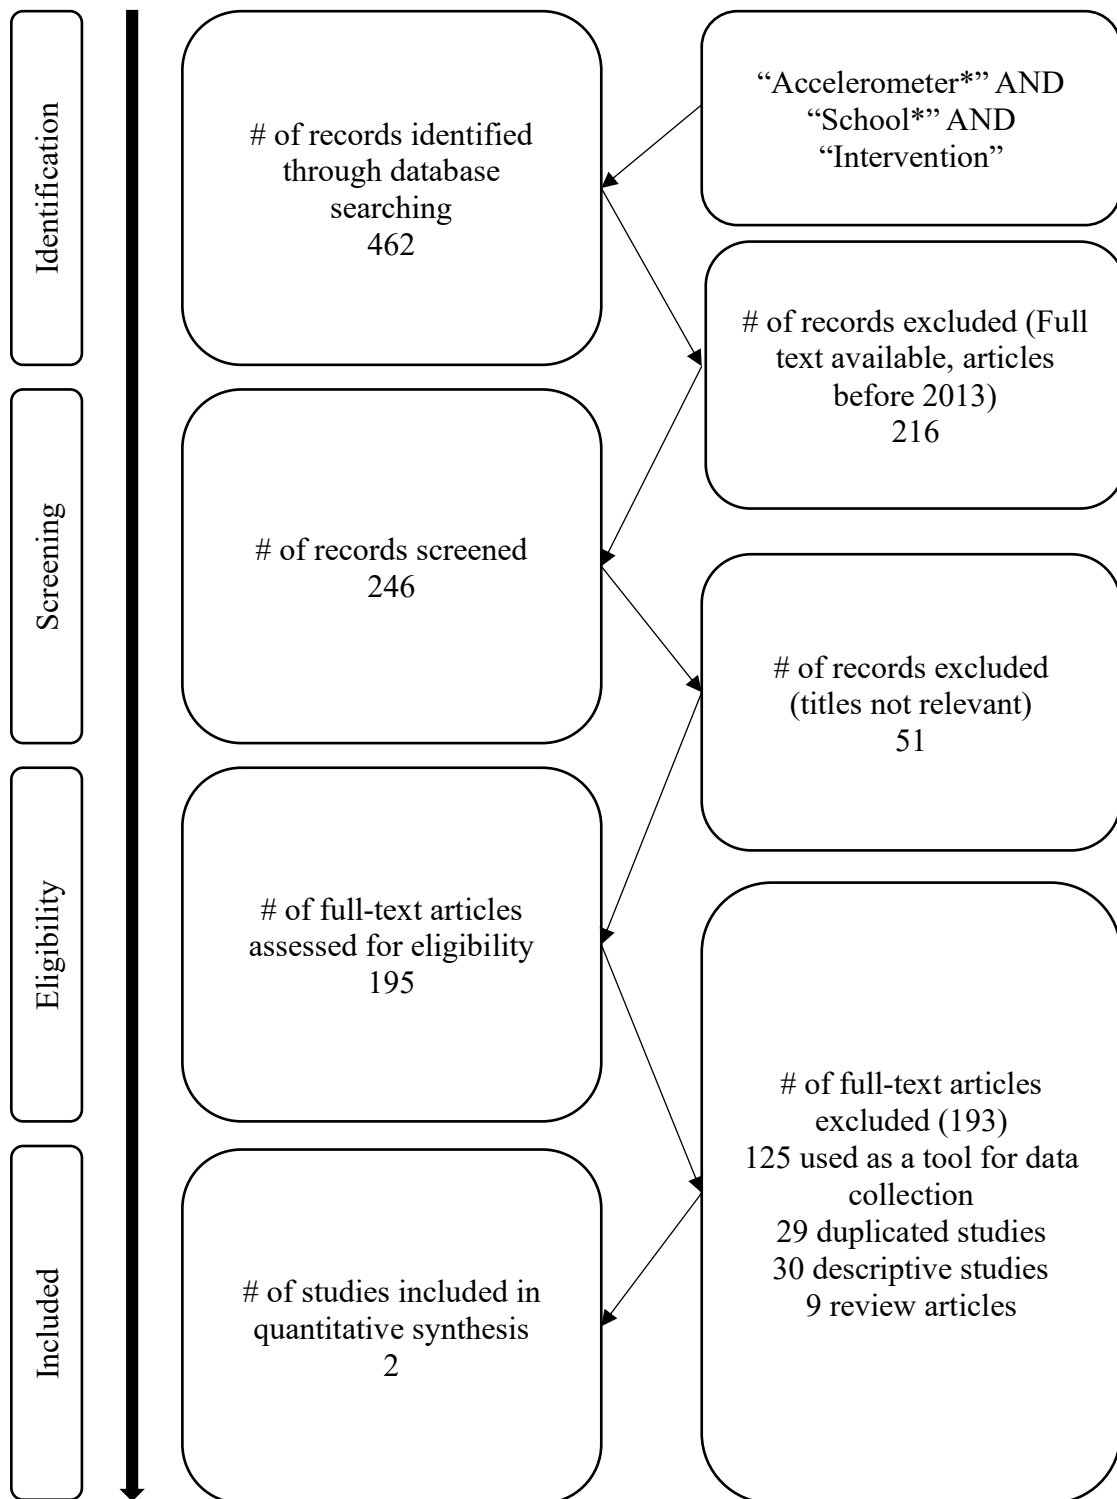 Identification
# of records identified
through database
searching
462
“Accelerometer*” AND
“School*” AND
“Intervention”
# of records excluded (Full
text available, articles
before 2013)
216
Screening
# of records screened
246
# of records excluded
(titles not relevant)
51
Eligibility
# of full-text articles
assessed for eligibility
195
# of full-text articles
excluded (193)
125 used as a tool for data
collection
29 duplicated studies
30 descriptive studies
9 review articles
Included
# of studies included in
quantitative synthesis
2